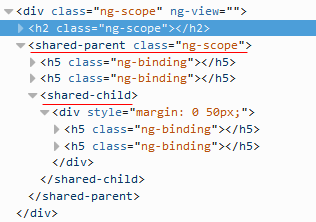 <div class="ng-scope" ng-view="">
<h2 class="ng-scope"></h2>
<shared-parent class="ng-scope">
<h5 class="ng-binding"></h5>
<h5 class="ng-binding"></h5>
<shared-child>
<div style="margin: 0 50px;">
<h5 class="ng-binding"></h5>
<h5 class="ng-binding"></h5>
</div>
</shared-child>
</shared-parent>
</div>